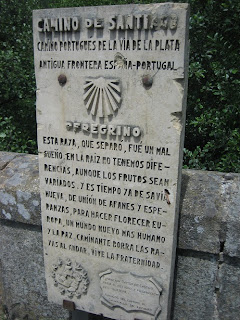 CAMINO DE SANTIAGO
CAMINO PORTUGES DE LA VIA DE LA PLATA
ANTIGUA FRONTERA ESPAÑA-PORTUGAL
PEREGRINO
ESTA RAYA, QUE SEPARO, FUE UN MAL
SUEÑO, EN LA RAIZ NO TENEMOS DIFE-
RENCIAS, AUNQUE LOS FRUTOS SEAN
VARIADOS. Y ES TIEMPO YA DE SAVIA
NUEVA, DE UNION DE AFANES Y ESPE-
RANZAS, PARA HACER FLORECER EU-
ROPA, UN MUNDO NUEVO MAS HUMANO
Y LA PAZ. CAMINANTE BORRA LAS RA-
YAS AL ANDAR. VIVE LA FRATERNIDAD.